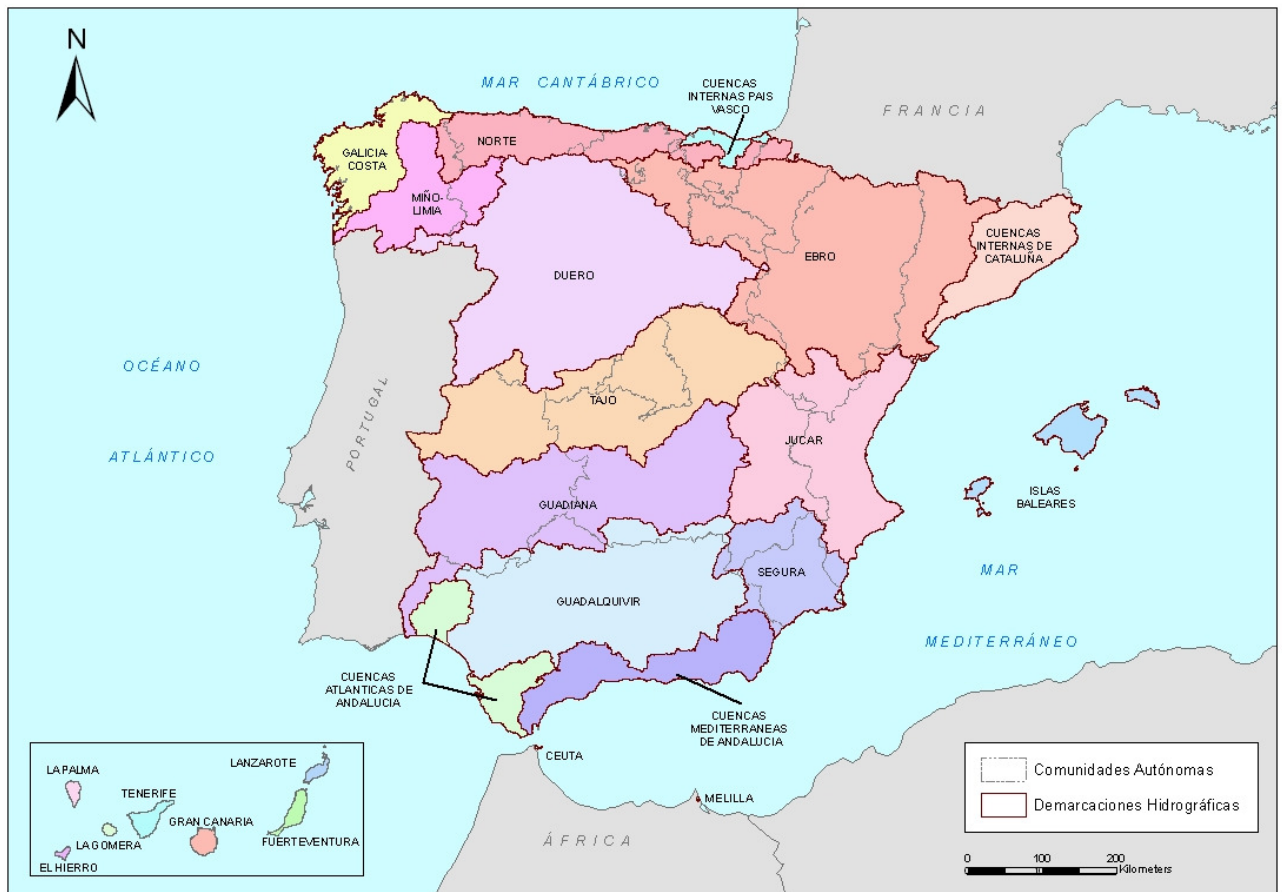 N
MAR CANTÁBRICO
CUENCAS
INTERNAS PAIS
VASCO
FRANCIA
NORTE
GALICIA-
COSTA
MIÑO-
LIMIA
CUENCAS
INTERNAS DE
CATALUÑA
EBRO
DUERO
OCÉANO
ATLÁNTICO
PORTUGÁL
TAJO
JUCAR
ISLAS
BALEARES
GUADIANA
MAR
MEDITERRÁNEO
SEGURA
GUADALQUIVIR
CUENCAS
ATLANTICAS DE
ANDALUCIA
CUENCAS
MEDITERRANEAS
DE ANDALUCIA
CEUTA
MELILLA
ÁFRICA
LA PALMA
TENERIFE
LANZAROTE
GRAN CANARIA
LA GOMERA
FUERTEVENTURA
EL HIERRO
Comunidades Autónomas
Demarcaciones Hidrográficas
0 100 200
Kilometers